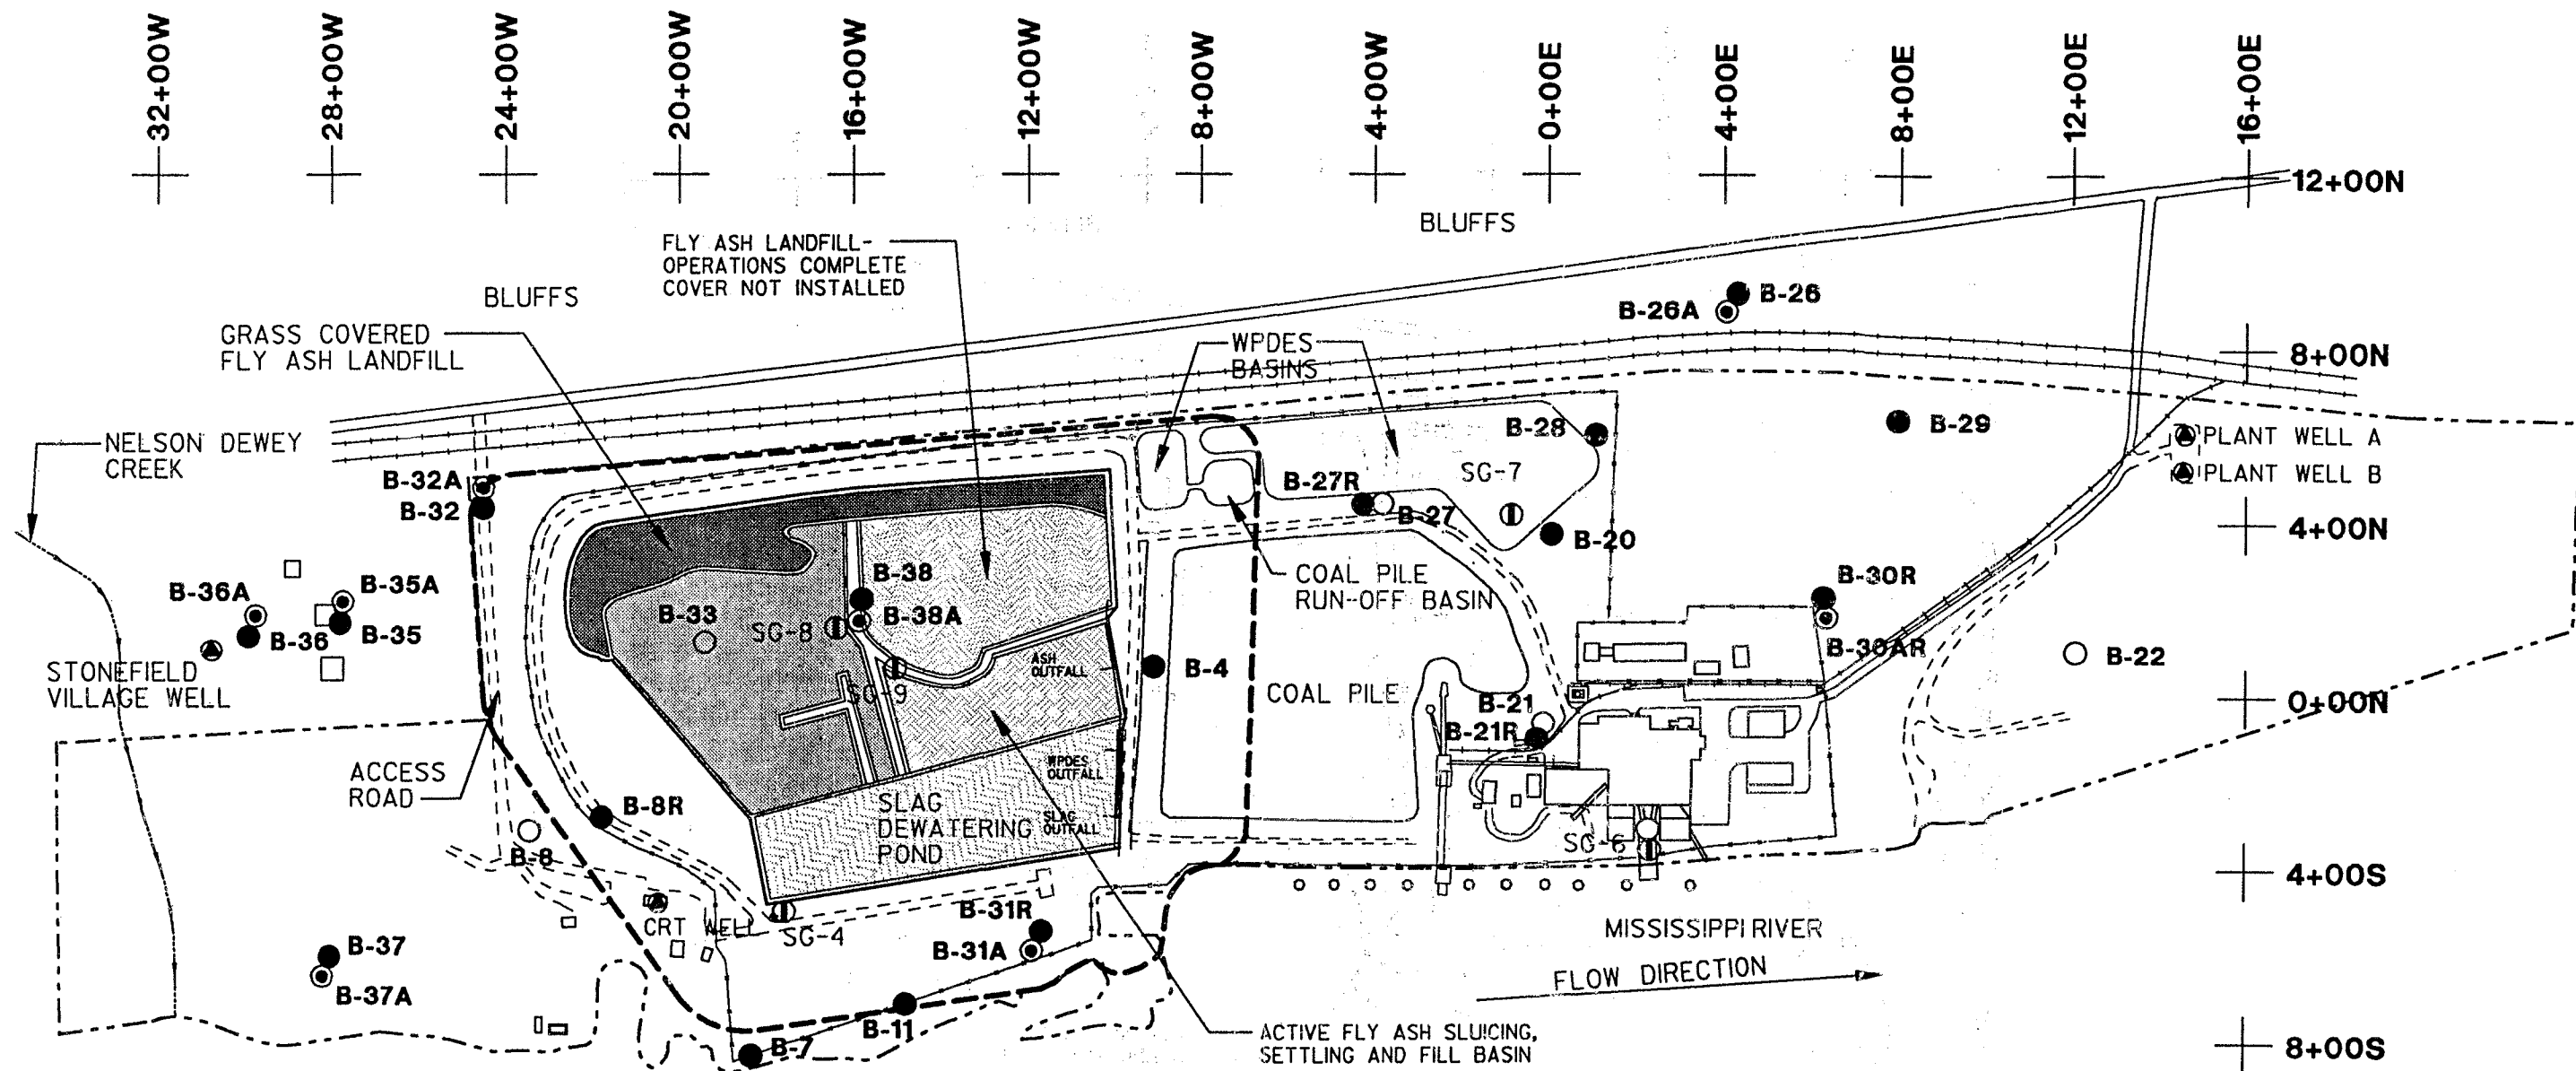 32+00W
28+00W
24+00W
20+00W
16+00W
12+00W
8+00W
4+00W
0+00E
4+00E
8+00E
12+00E
16+00E
12+00N
BLUFFS
FLY ASH LANDFILL-
OPERATIONS COMPLETE
COVER NOT INSTALLED
BLUFFS
B-26
B-26A
GRASS COVERED
FLY ASH LANDFILL
WPDES
BASINS
8+00N
NELSON DEWEY
CREEK
B-28
B-29
PLANT WELL A
PLANT WELL B
B-32A
B-32
B-27R
B-27
SG-7
4+00N
B-20
B-38
B-38A
COAL PILE
RUN-OFF BASIN
B-30R
B-30AR
B-36A
B-35A
B-36
B-35
B-33
SG-8
ASH
OUTFALL
B-4
B-22
STONEFIELD
VILLAGE WELL
SG-9
COAL PILE
B-21
B-21R
0+00N
ACCESS
ROAD
WPDES
OUTFALL
B-8R
SLAG
DEWATERING
POND
SLAG
OUTFALL
SG-6
B-8
4+00S
CRT WELL
SG-4
B-31R
B-31A
MISSISSIPPI RIVER
FLOW DIRECTION
B-37
B-37A
B-11
B-7
ACTIVE FLY ASH SLUICING,
SETTLING AND FILL BASIN
8+00S